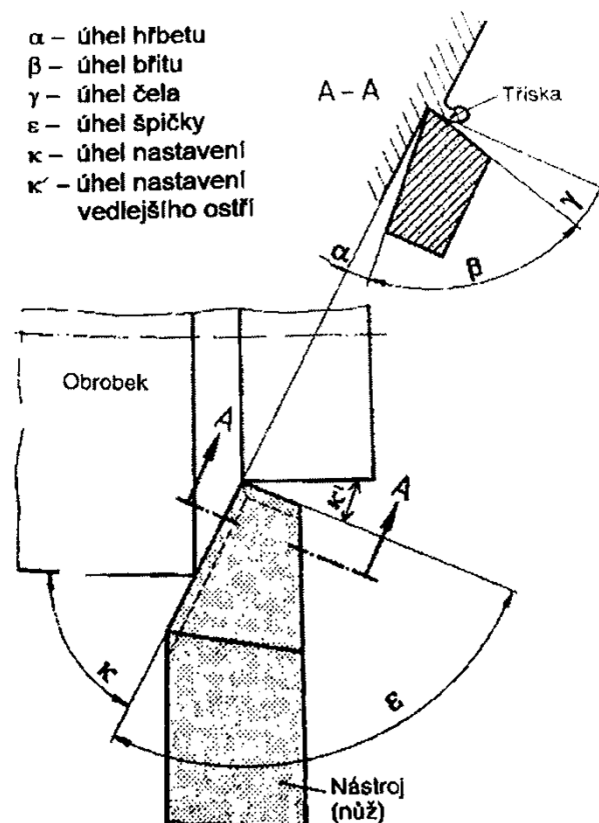 α – úhel hřbetu
β – úhel břitu
γ – úhel čela
ε – úhel špičky
κ – úhel nastavení
κ′ – úhel nastavení
vedlejšího ostří
A – A
Tříska
γ
α
β
Obrobek
A
κ′
A
κ
ε
Nástroj
(nůž)